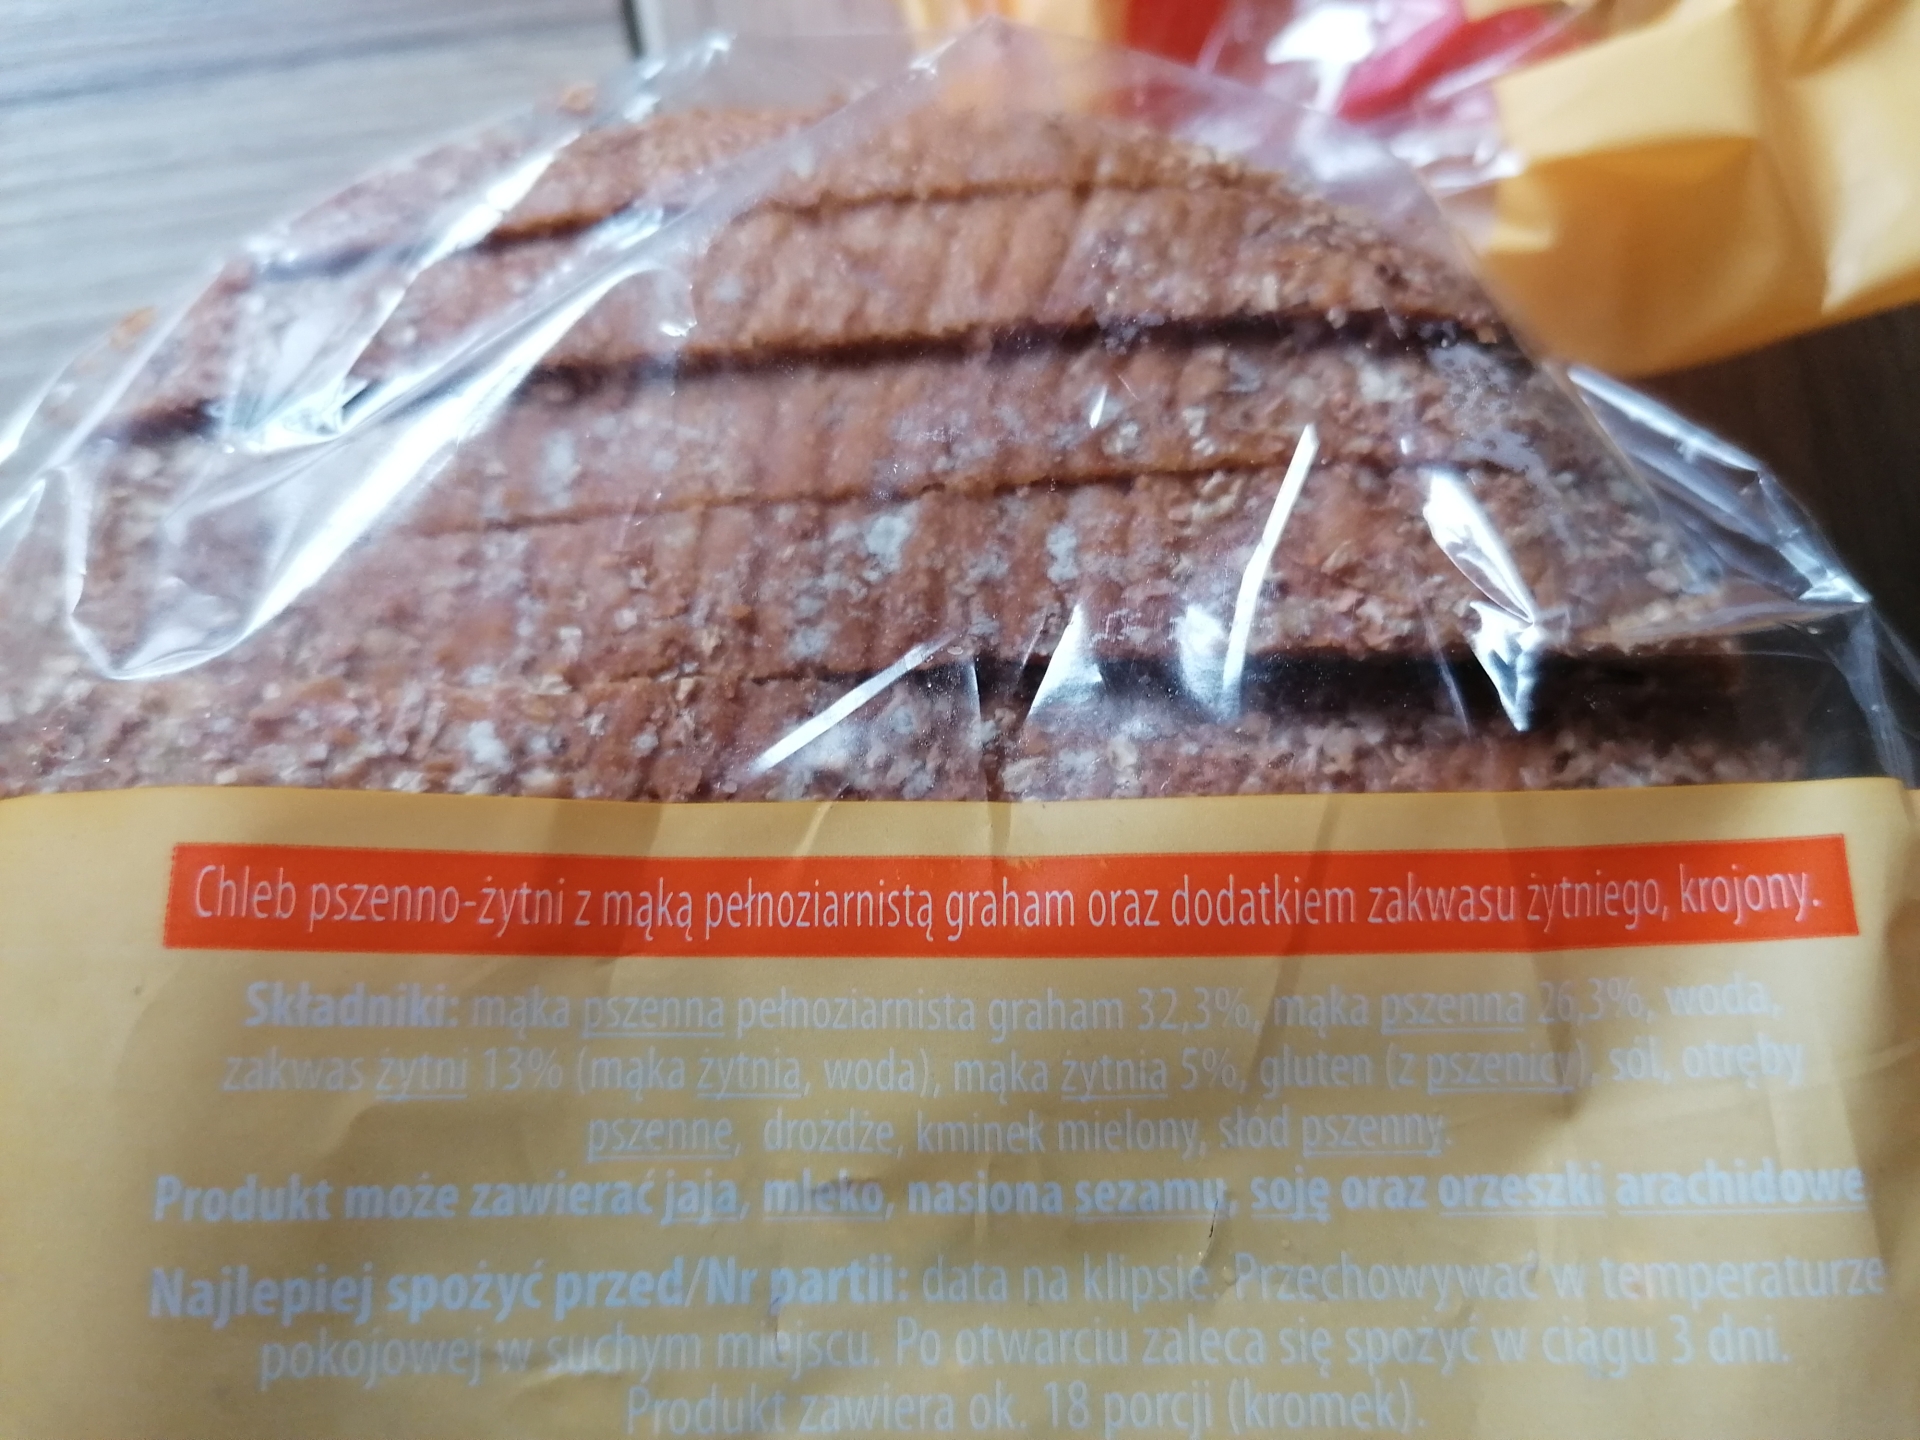 Chleb pszenno-żytni z mąką pełnoziarnistą graham oraz dodatkiem zakwasu żytniego, krojony.
Składniki: mąka pszenna pełnoziarnista graham 32,3%, mąka pszenna 26,3%, woda,
zakwas żytni 13% (mąka żytnia, woda), mąka żytnia 5%, gluten (z pszenicy), sól, otręby
pszenne, drożdże, kminek mielony, słód pszenny.
Produkt może zawierać jaja, mleko, nasiona sezamu, soję oraz orzeszki arachidowe
Najlepiej spożyć przed/Nr partii: data na klipsie. Przechowywać w temperaturze
pokojowej w suchym miejscu. Po otwarciu zaleca się spożyć w ciągu 3 dni.
Produkt zawiera ok. 18 porcji (kromek).